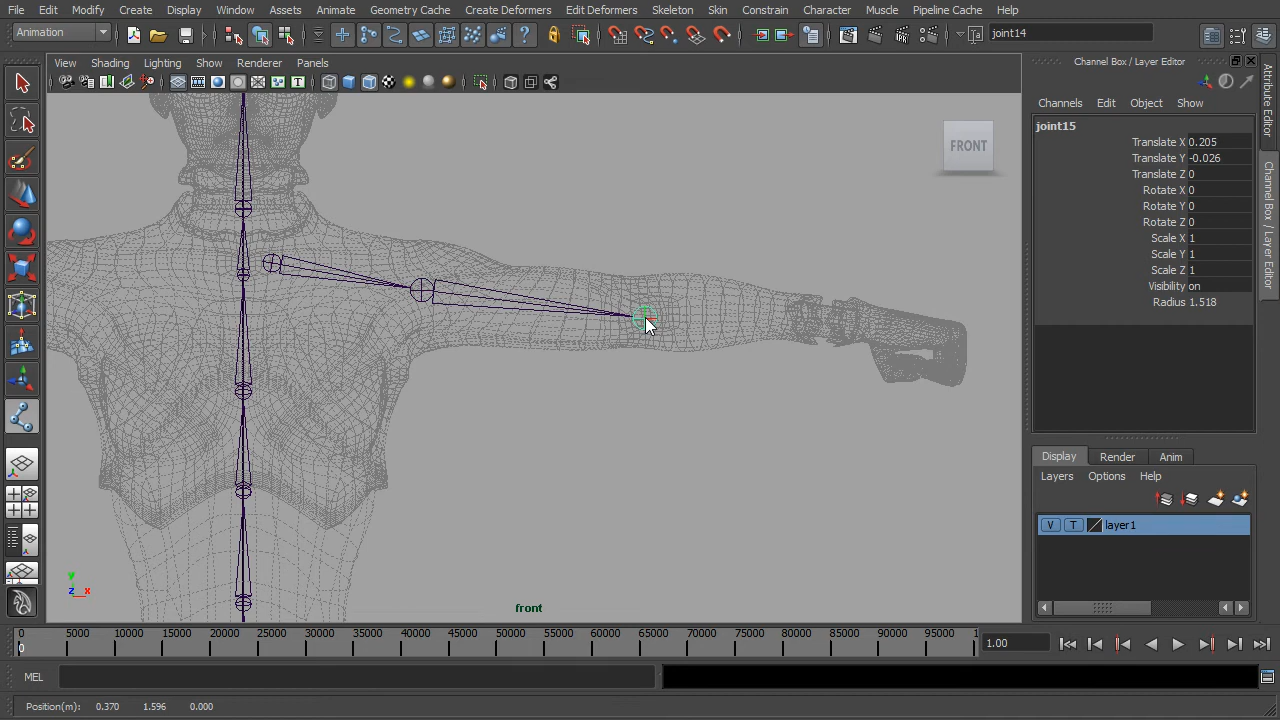 File Edit Modify Create Display Window Assets Animate Geometry Cache Create Deformers Edit Deformers Skeleton Skin Constrain Character Muscle Pipeline Cache Help
Animation
joint14
View Shading Lighting Show Renderer Panels
Channel Box / Layer Editor
Channels Edit Object Show
joint15
Translate X 0.205
Translate Y -0.026
Translate Z 0
Rotate X 0
Rotate Y 0
Rotate Z 0
Scale X 1
Scale Y 1
Scale Z 1
Visibility on
Radius 1.518
Attribute Editor
Channel Box / Layer Editor
FRONT
Display Render Anim
Layers Options Help
V T layer1
y
z x
front
0 5000 10000 15000 20000 25000 30000 35000 40000 45000 50000 55000 60000 65000 70000 75000 80000 85000 90000 95000 1
0
1.00
MEL
Position(m): 0.370 1.596 0.000